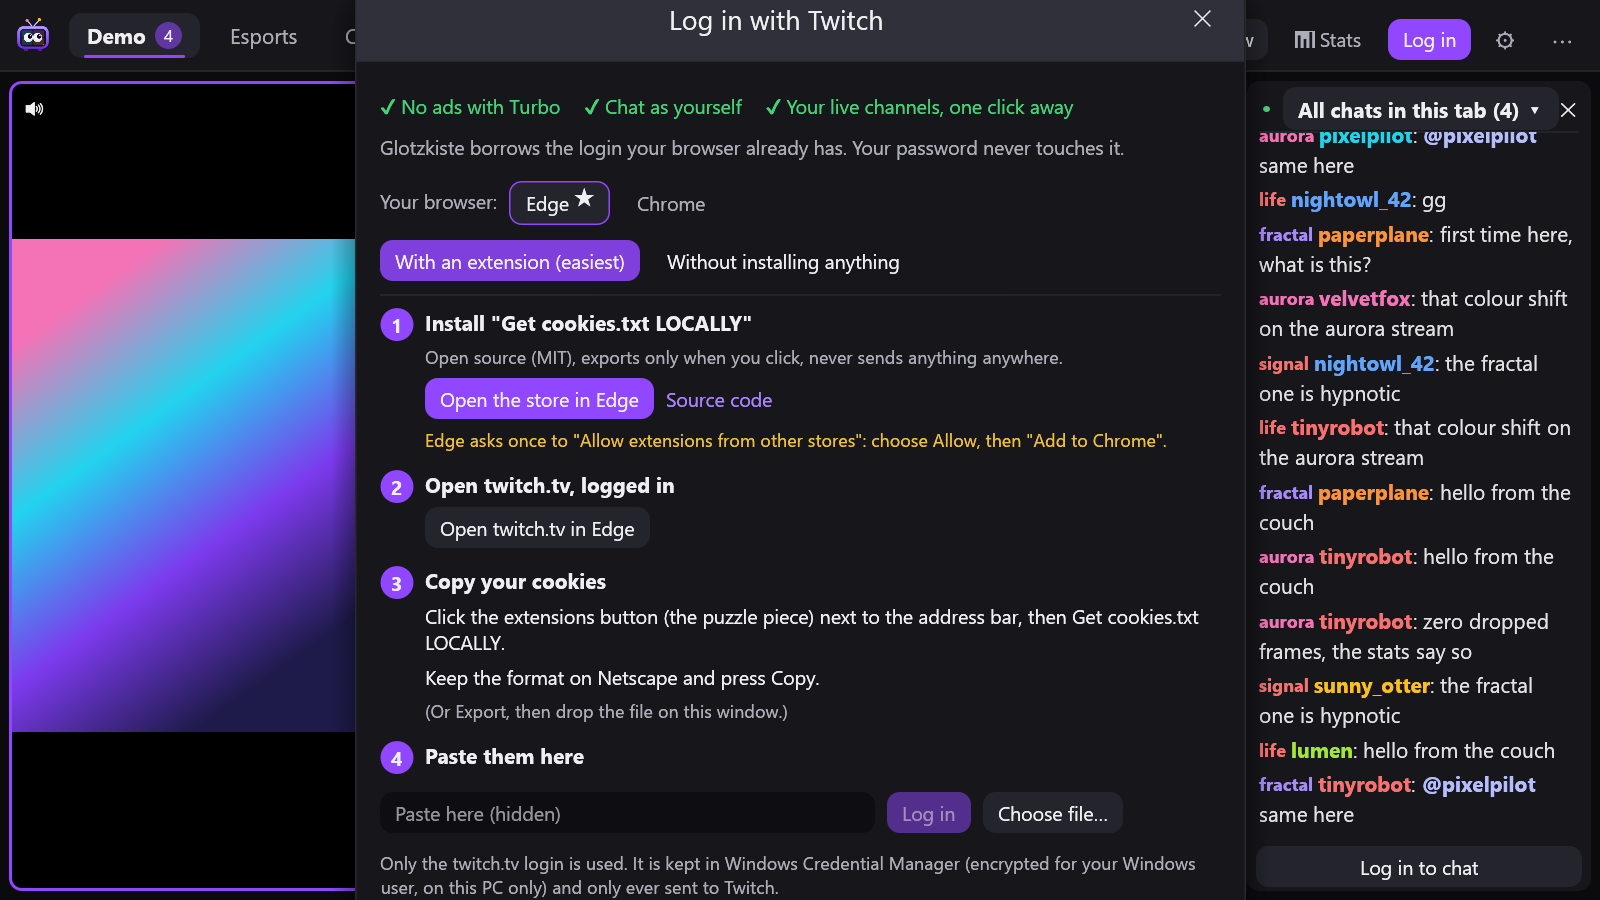 Demo 4
Esports
Log in with Twitch
Stats
Log in
✓ No ads with Turbo ✓ Chat as yourself ✓ Your live channels, one click away
Glotzkiste borrows the login your browser already has. Your password never touches it.
Your browser: Edge ★ Chrome
With an extension (easiest) Without installing anything
1 Install "Get cookies.txt LOCALLY"
Open source (MIT), exports only when you click, never sends anything anywhere.
Open the store in Edge Source code
Edge asks once to "Allow extensions from other stores": choose Allow, then "Add to Chrome".
2 Open twitch.tv, logged in
Open twitch.tv in Edge
3 Copy your cookies
Click the extensions button (the puzzle piece) next to the address bar, then Get cookies.txt
LOCALLY.
Keep the format on Netscape and press Copy.
(Or Export, then drop the file on this window.)
4 Paste them here
Paste here (hidden) Log in Choose file...
Only the twitch.tv login is used. It is kept in Windows Credential Manager (encrypted for your Windows
user, on this PC only) and only ever sent to Twitch.
All chats in this tab (4)
aurora pixelpilot: @pixelpilot
same here
life nightowl_42: gg
fractal paperplane: first time here,
what is this?
aurora velvetfox: that colour shift
on the aurora stream
signal nightowl_42: the fractal
one is hypnotic
life tinyrobot: that colour shift on
the aurora stream
fractal paperplane: hello from the
couch
aurora tinyrobot: hello from the
couch
aurora tinyrobot: zero dropped
frames, the stats say so
signal sunny_otter: the fractal
one is hypnotic
life lumen: hello from the couch
fractal tinyrobot: @pixelpilot
same here
Log in to chat